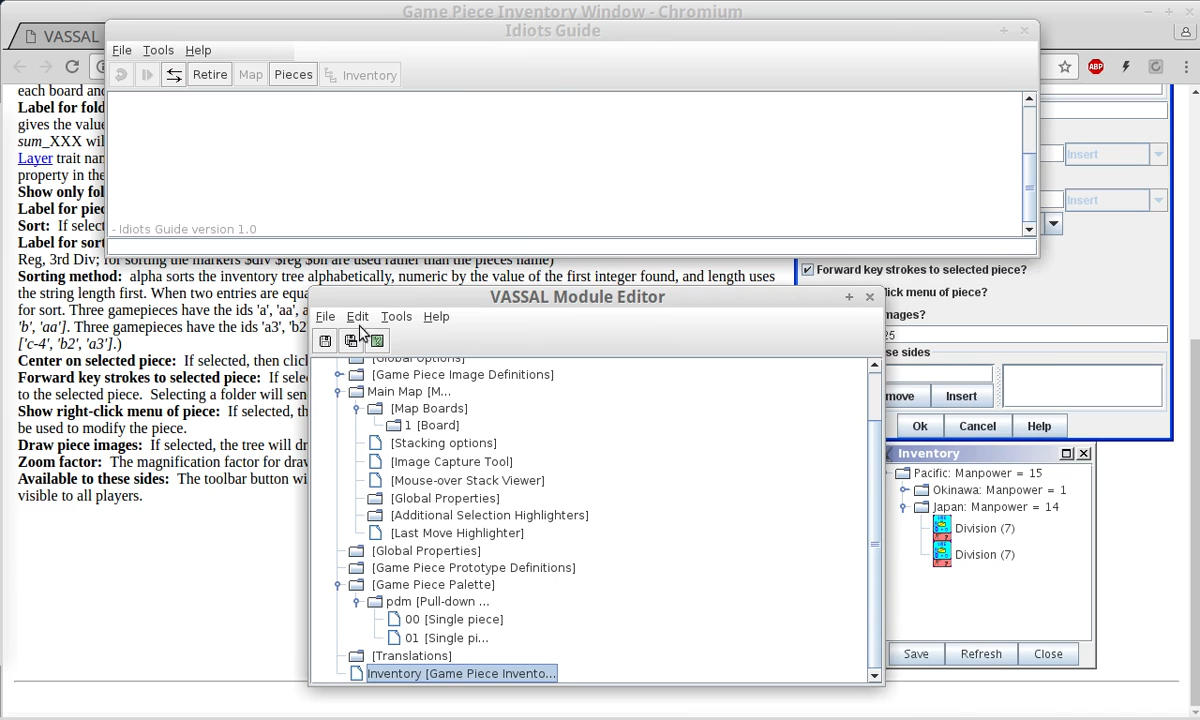 Game Piece Inventory Window - Chromium
VASSAL
Idiots Guide
File Tools Help
Retire Map Pieces Inventory
- Idiots Guide version 1.0
ABP
each board and
Label for fold
gives the value
sum_XXX wil
Layer trait nam
property in the
Show only fol
Label for piec
Sort: If select
Label for sort
Reg, 3rd Div; for sorting the markers $div $reg $bn are used rather than the pieces name)
Sorting method: alpha sorts the inventory tree alphabetically, numeric by the value of the first integer found, and length uses
the string length first. When two entries are equa
for sort. Three gamepieces have the ids 'a', 'aa', a
'b', 'aa']. Three gamepieces have the ids 'a3', 'b2
['c-4', 'b2', 'a3'].)
Center on selected piece: If selected, then click
Forward key strokes to selected piece: If selec
to the selected piece. Selecting a folder will sen
Show right-click menu of piece: If selected, th
be used to modify the piece.
Draw piece images: If selected, the tree will dr
Zoom factor: The magnification factor for draw
Available to these sides: The toolbar button wi
visible to all players.
VASSAL Module Editor
File Edit Tools Help
[Global Options]
[Game Piece Image Definitions]
Main Map [M...
[Map Boards]
1 [Board]
[Stacking options]
[Image Capture Tool]
[Mouse-over Stack Viewer]
[Global Properties]
[Additional Selection Highlighters]
[Last Move Highlighter]
[Global Properties]
[Game Piece Prototype Definitions]
[Game Piece Palette]
pdm [Pull-down ...
00 [Single piece]
01 [Single pi...
[Translations]
Inventory [Game Piece Invento...
Insert
Insert
Forward key strokes to selected piece?
lick menu of piece?
mages?
25
se sides
move Insert
Ok Cancel Help
Inventory
Pacific: Manpower = 15
Okinawa: Manpower = 1
Japan: Manpower = 14
Division (7)
Division (7)
Save Refresh Close